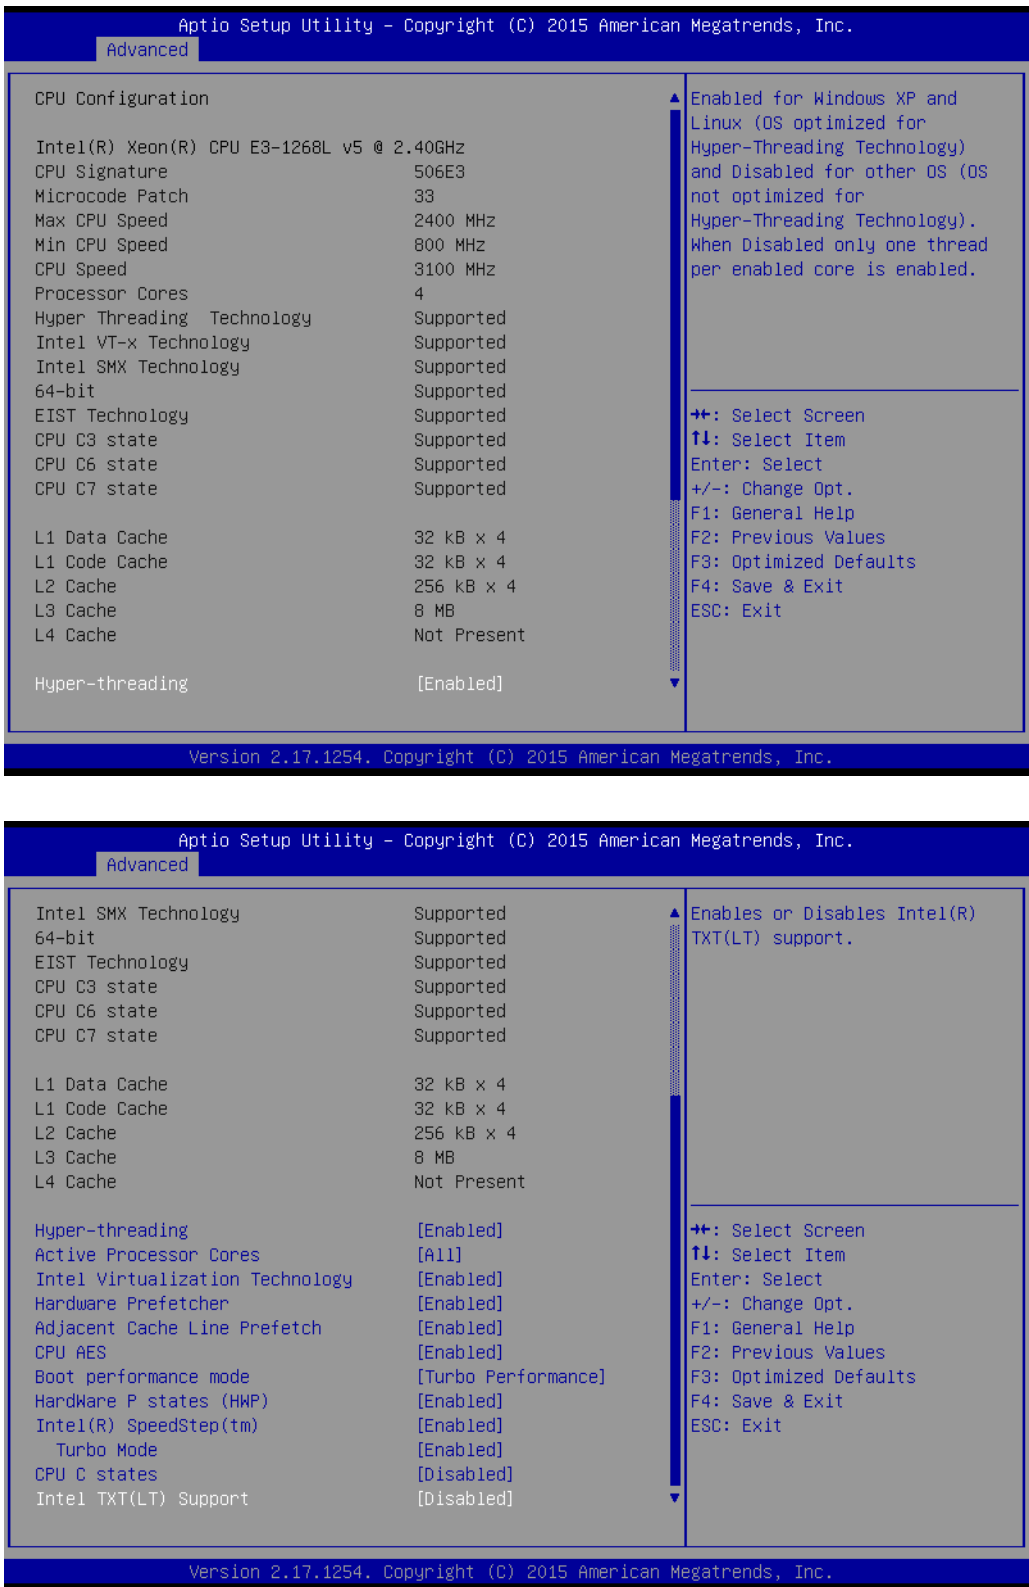 Aptio Setup Utility – Copyright (C) 2015 American Megatrends, Inc.
Advanced
CPU Configuration
Intel(R) Xeon(R) CPU E3-1268L v5 @ 2.40GHz
CPU Signature 506E3
Microcode Patch 33
Max CPU Speed 2400 MHz
Min CPU Speed 800 MHz
CPU Speed 3100 MHz
Processor Cores 4
Hyper Threading Technology Supported
Intel VT-x Technology Supported
Intel SMX Technology Supported
64-bit Supported
EIST Technology Supported
CPU C3 state Supported
CPU C6 state Supported
CPU C7 state Supported
L1 Data Cache 32 kB x 4
L1 Code Cache 32 kB x 4
L2 Cache 256 kB x 4
L3 Cache 8 MB
L4 Cache Not Present
Hyper-threading [Enabled]
Enabled for Windows XP and
Linux (OS optimized for
Hyper-Threading Technology)
and Disabled for other OS (OS
not optimized for
Hyper-Threading Technology).
When Disabled only one thread
per enabled core is enabled.
→←: Select Screen
↑↓: Select Item
Enter: Select
+/-: Change Opt.
F1: General Help
F2: Previous Values
F3: Optimized Defaults
F4: Save & Exit
ESC: Exit
Version 2.17.1254. Copyright (C) 2015 American Megatrends, Inc.
Aptio Setup Utility – Copyright (C) 2015 American Megatrends, Inc.
Advanced
Intel SMX Technology Supported
64-bit Supported
EIST Technology Supported
CPU C3 state Supported
CPU C6 state Supported
CPU C7 state Supported
L1 Data Cache 32 kB x 4
L1 Code Cache 32 kB x 4
L2 Cache 256 kB x 4
L3 Cache 8 MB
L4 Cache Not Present
Hyper-threading [Enabled]
Active Processor Cores [All]
Intel Virtualization Technology [Enabled]
Hardware Prefetcher [Enabled]
Adjacent Cache Line Prefetch [Enabled]
CPU AES [Enabled]
Boot performance mode [Turbo Performance]
HardWare P states (HWP) [Enabled]
Intel(R) SpeedStep(tm) [Enabled]
Turbo Mode [Enabled]
CPU C states [Disabled]
Intel TXT(LT) Support [Disabled]
Enables or Disables Intel(R)
TXT(LT) support.
→←: Select Screen
↑↓: Select Item
Enter: Select
+/-: Change Opt.
F1: General Help
F2: Previous Values
F3: Optimized Defaults
F4: Save & Exit
ESC: Exit
Version 2.17.1254. Copyright (C) 2015 American Megatrends, Inc.